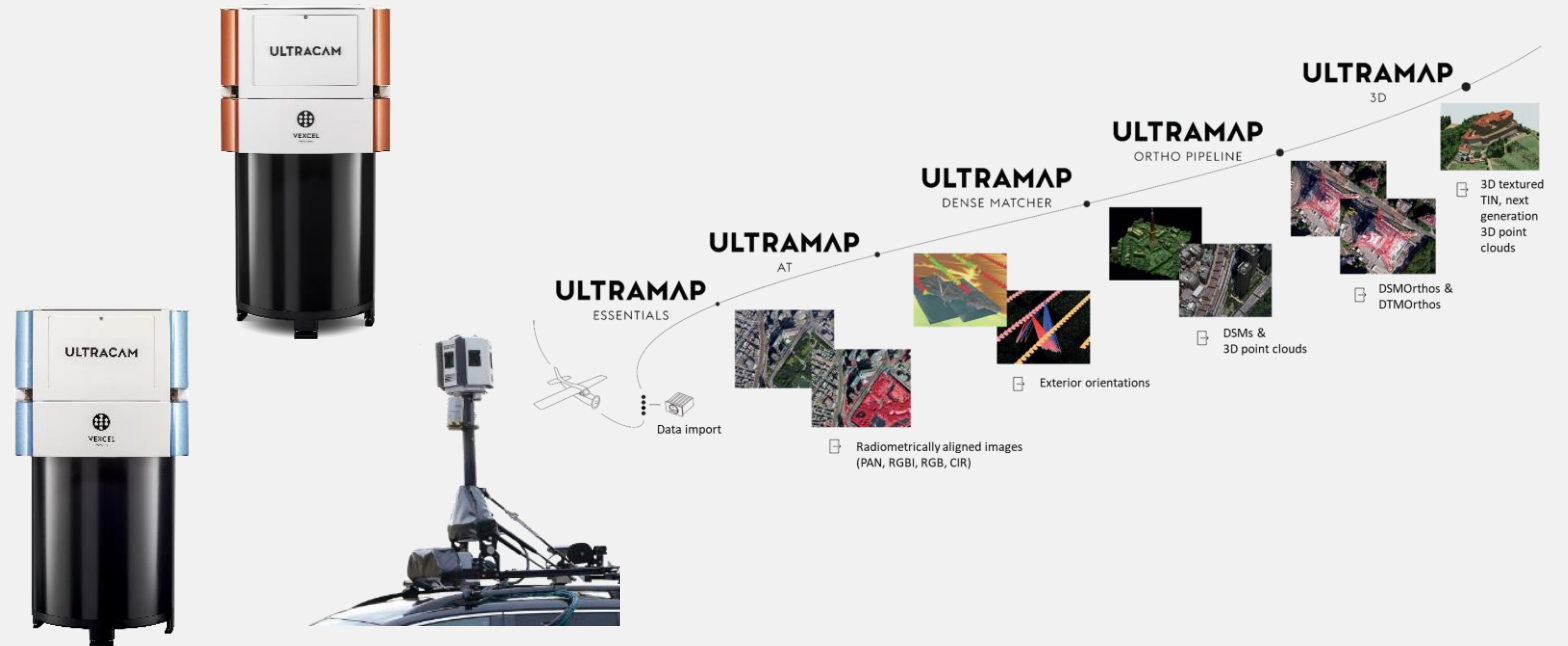 ULTRACAM
VEXCEL
ULTRACAM
VEXCEL
ULTRAMAP
ESSENTIALS
Data import
ULTRAMAP
AT
Radiometrically aligned images
(PAN, RGBI, RGB, CIR)
ULTRAMAP
DENSE MATCHER
Exterior orientations
ULTRAMAP
ORTHO PIPELINE
DSMs &
3D point clouds
ULTRAMAP
3D
DSMOrthos &
DTMOrthos
3D textured
TIN, next
generation
3D point
clouds